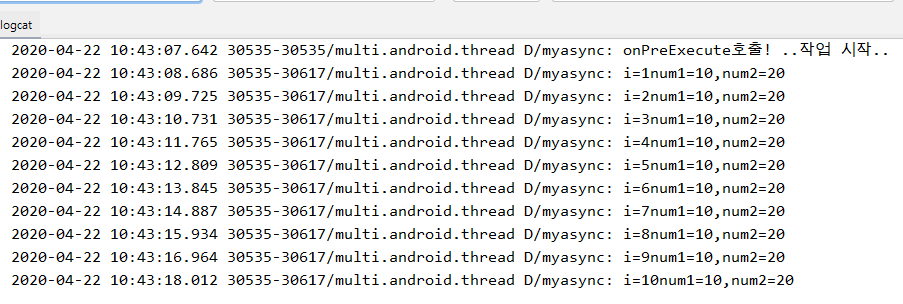 logcat
2020-04-22 10:43:07.642 30535-30535/multi.android.thread D/myasync: onPreExecute호출! ..작업 시작..
2020-04-22 10:43:08.686 30535-30617/multi.android.thread D/myasync: i=1num1=10,num2=20
2020-04-22 10:43:09.725 30535-30617/multi.android.thread D/myasync: i=2num1=10,num2=20
2020-04-22 10:43:10.731 30535-30617/multi.android.thread D/myasync: i=3num1=10,num2=20
2020-04-22 10:43:11.765 30535-30617/multi.android.thread D/myasync: i=4num1=10,num2=20
2020-04-22 10:43:12.809 30535-30617/multi.android.thread D/myasync: i=5num1=10,num2=20
2020-04-22 10:43:13.845 30535-30617/multi.android.thread D/myasync: i=6num1=10,num2=20
2020-04-22 10:43:14.887 30535-30617/multi.android.thread D/myasync: i=7num1=10,num2=20
2020-04-22 10:43:15.934 30535-30617/multi.android.thread D/myasync: i=8num1=10,num2=20
2020-04-22 10:43:16.964 30535-30617/multi.android.thread D/myasync: i=9num1=10,num2=20
2020-04-22 10:43:18.012 30535-30617/multi.android.thread D/myasync: i=10num1=10,num2=20